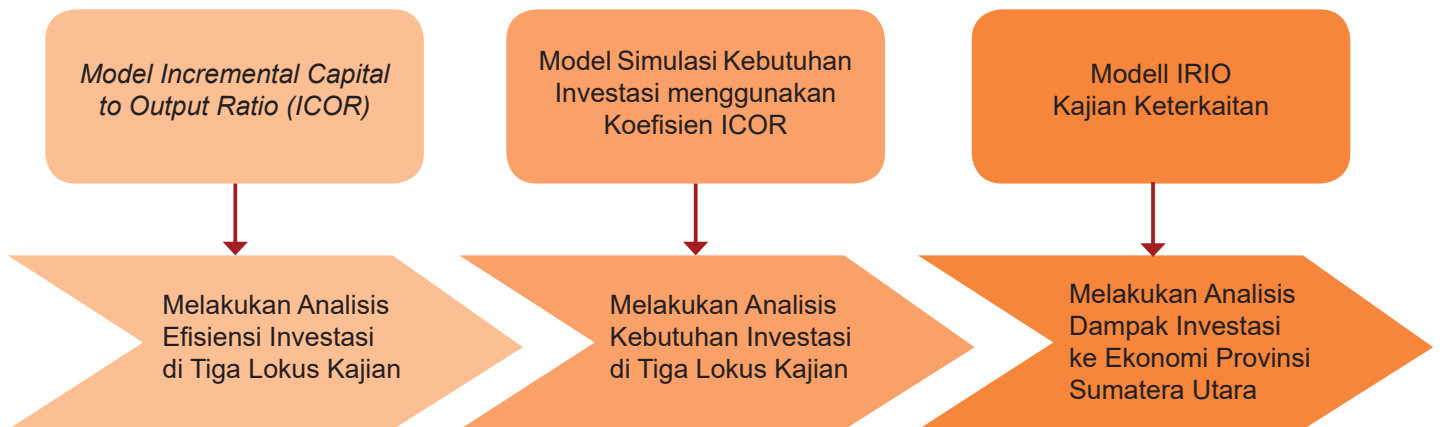 Model Incremental Capital
to Output Ratio (ICOR)
Model Simulasi Kebutuhan
Investasi menggunakan
Koefisien ICOR
Modell IRIO
Kajian Keterkaitan
Melakukan Analisis
Efisiensi Investasi
di Tiga Lokus Kajian
Melakukan Analisis
Kebutuhan Investasi
di Tiga Lokus Kajian
Melakukan Analisis
Dampak Investasi
ke Ekonomi Provinsi
Sumatera Utara